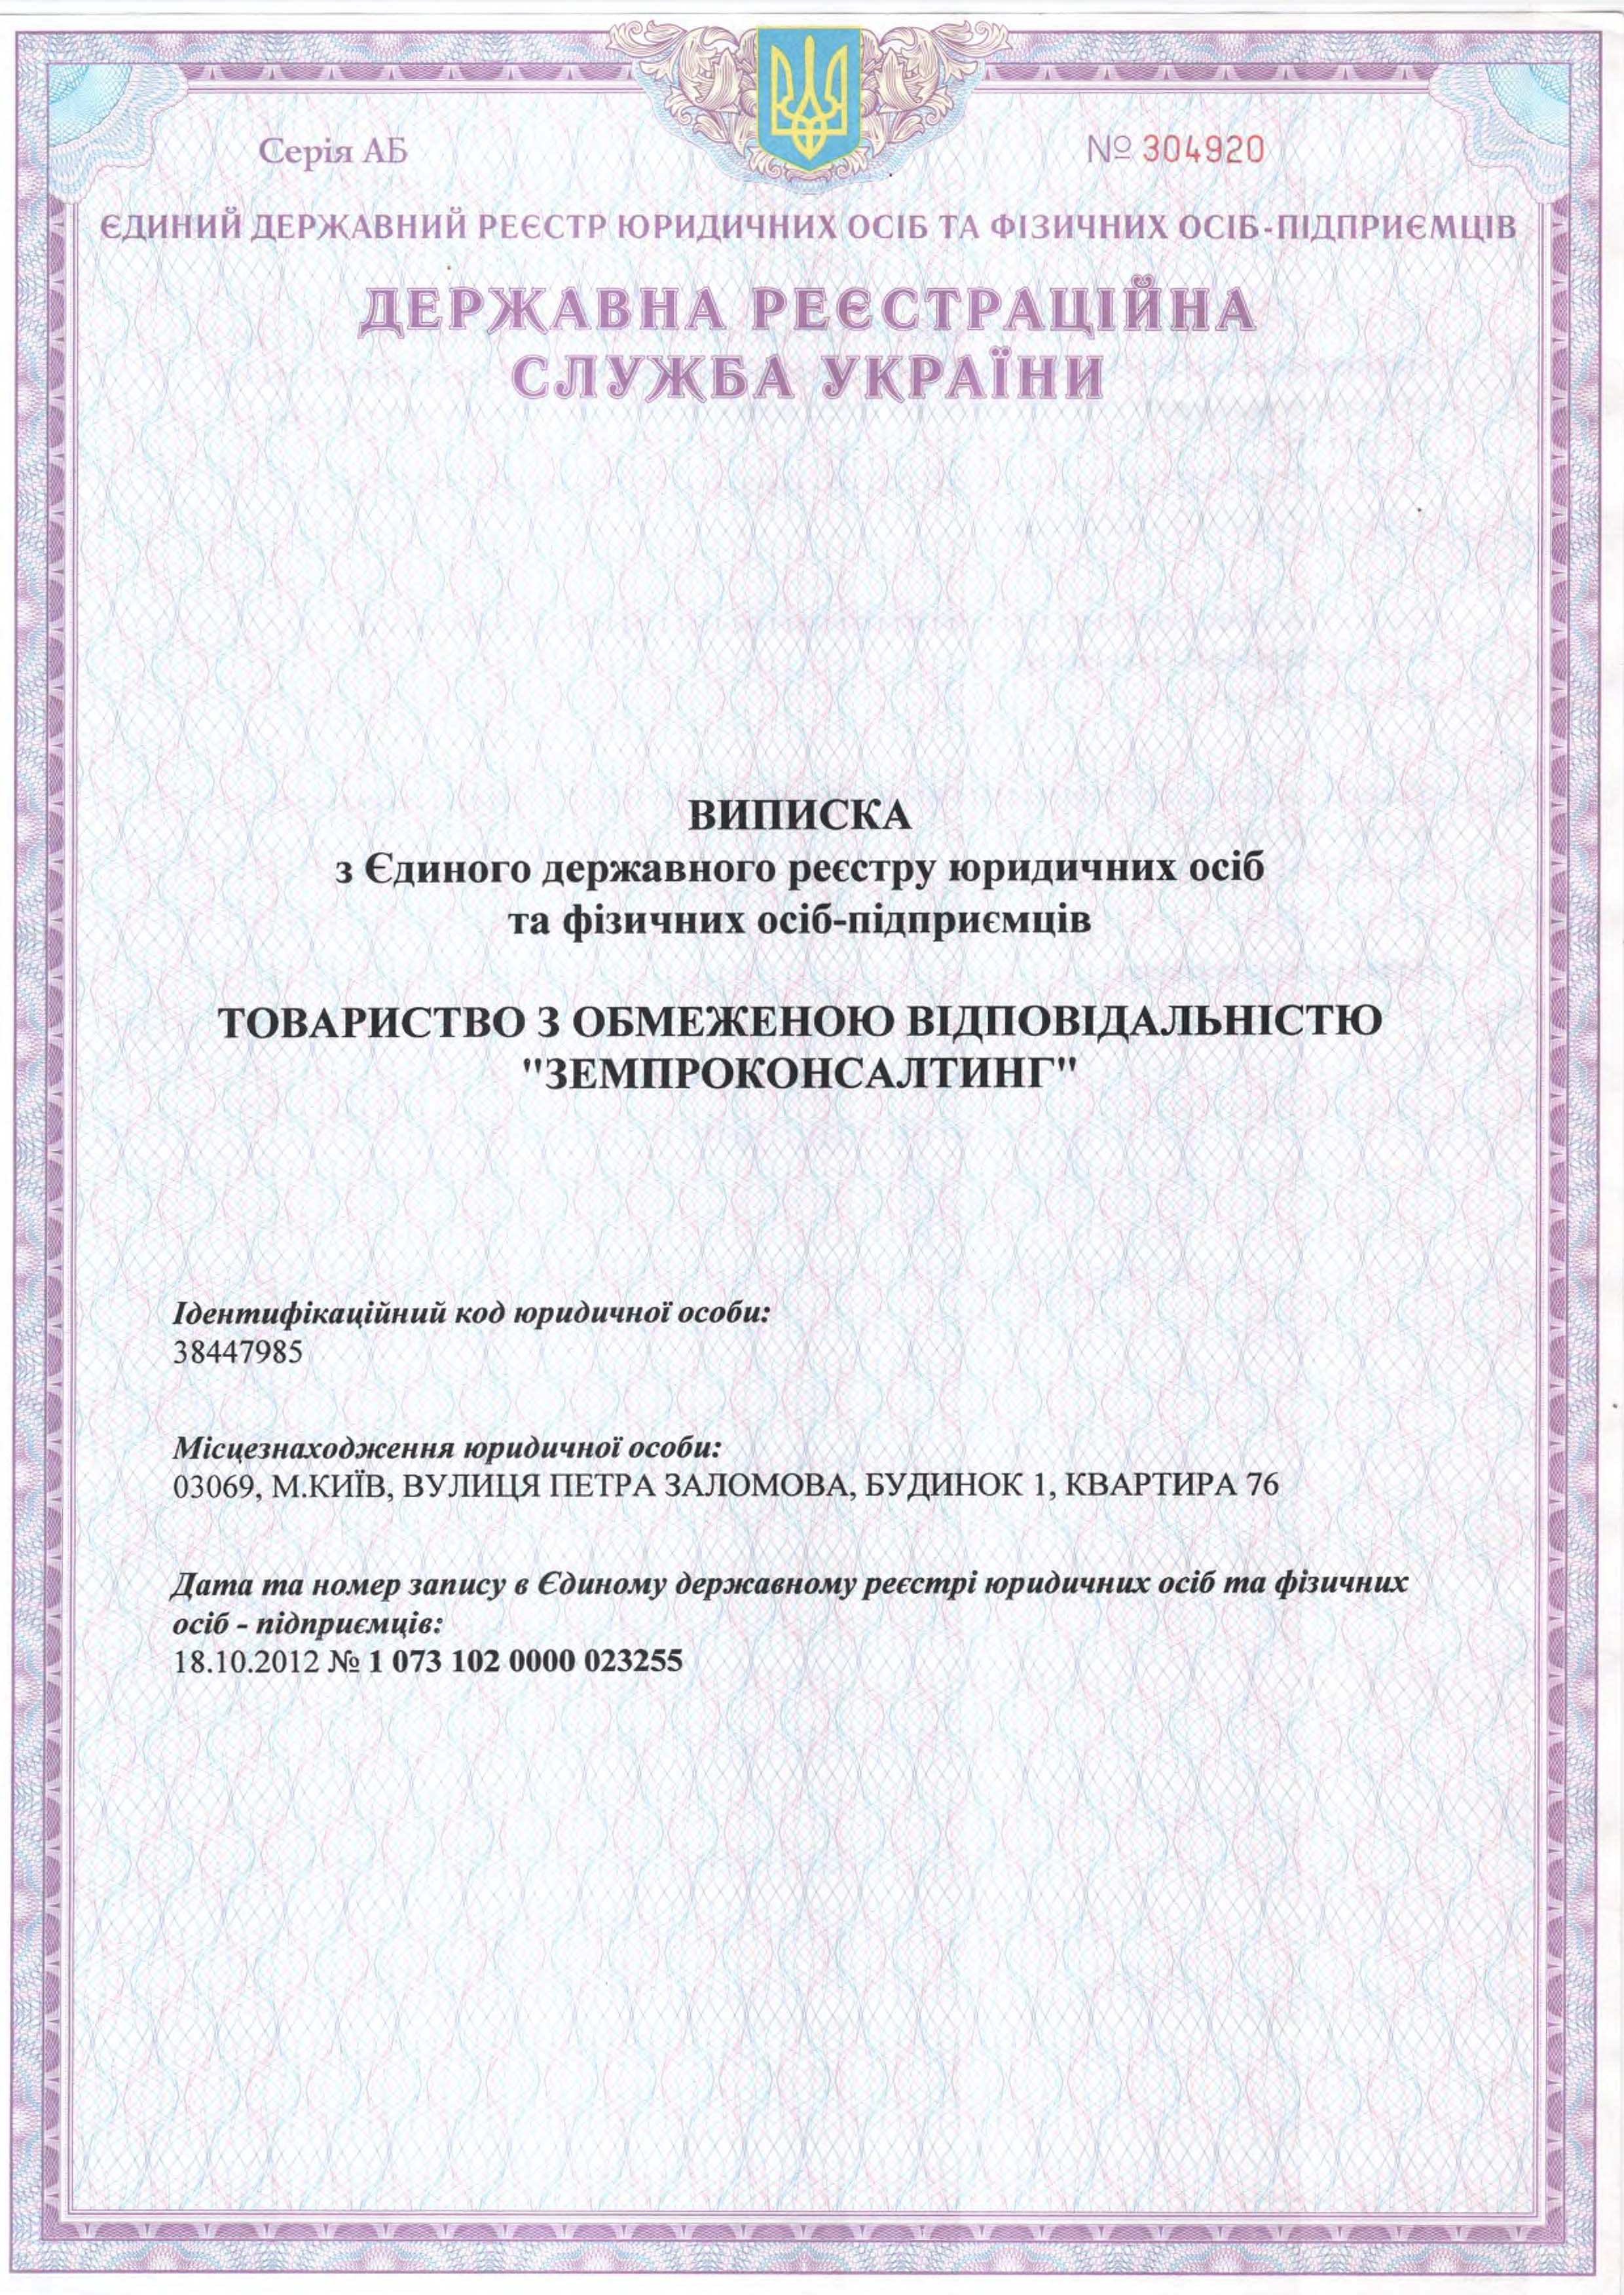 Серія АБ
№ 304920
ЄДИНИЙ ДЕРЖАВНИЙ РЕЄСТР ЮРИДИЧНИХ ОСІБ ТА ФІЗИЧНИХ ОСІБ-ПІДПРИЄМЦІВ
ДЕРЖАВНА РЕЄСТРАЦІЙНА
СЛУЖБА УКРАЇНИ
ВИПИСКА
з Єдиного державного реєстру юридичних осіб
та фізичних осіб-підприємців
ТОВАРИСТВО З ОБМЕЖЕНОЮ ВІДПОВІДАЛЬНІСТЮ
"ЗЕМПРОКОНСАЛТИНГ"
Ідентифікаційний код юридичної особи:
38447985
Місцезнаходження юридичної особи:
03069, М.КИЇВ, ВУЛИЦЯ ПЕТРА ЗАЛОМОВА, БУДИНОК 1, КВАРТИРА 76
Дата та номер запису в Єдиному державному реєстрі юридичних осіб та фізичних
осіб - підприємців:
18.10.2012 № 1 073 102 0000 023255